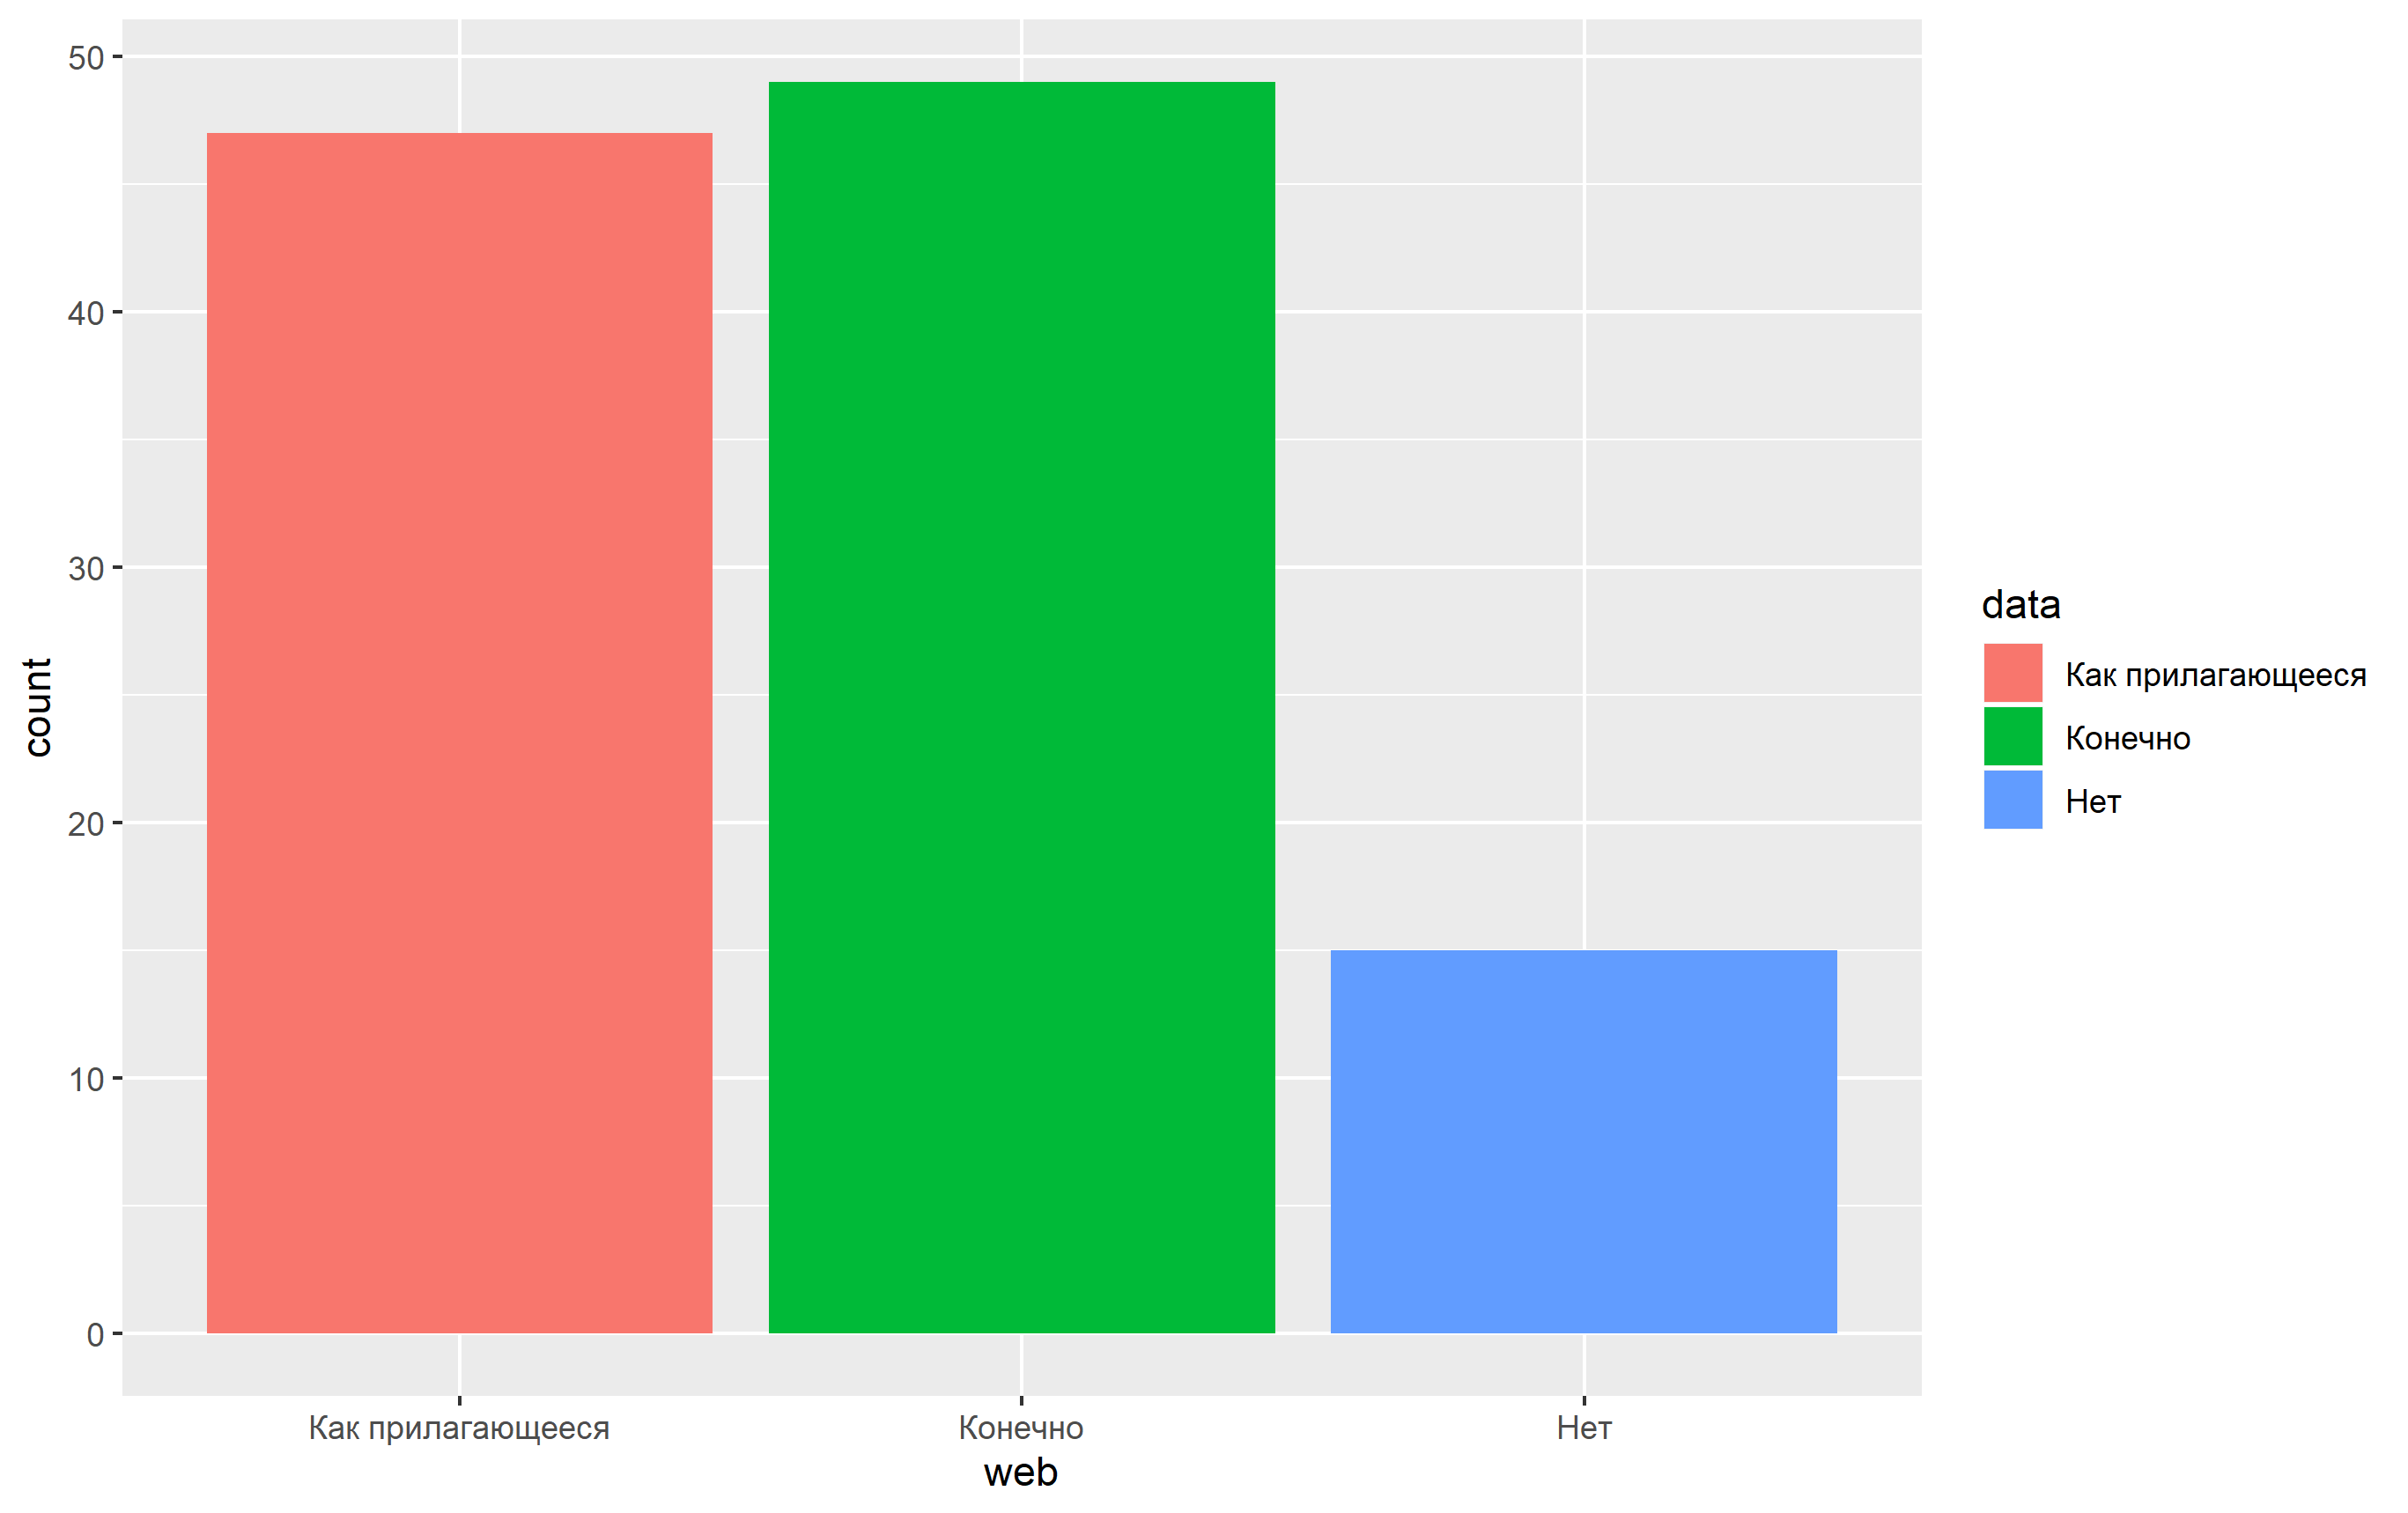 50
40
30
20
10
0
count
Как прилагающееся
Конечно
Нет
web
data
Как прилагающееся
Конечно
Нет